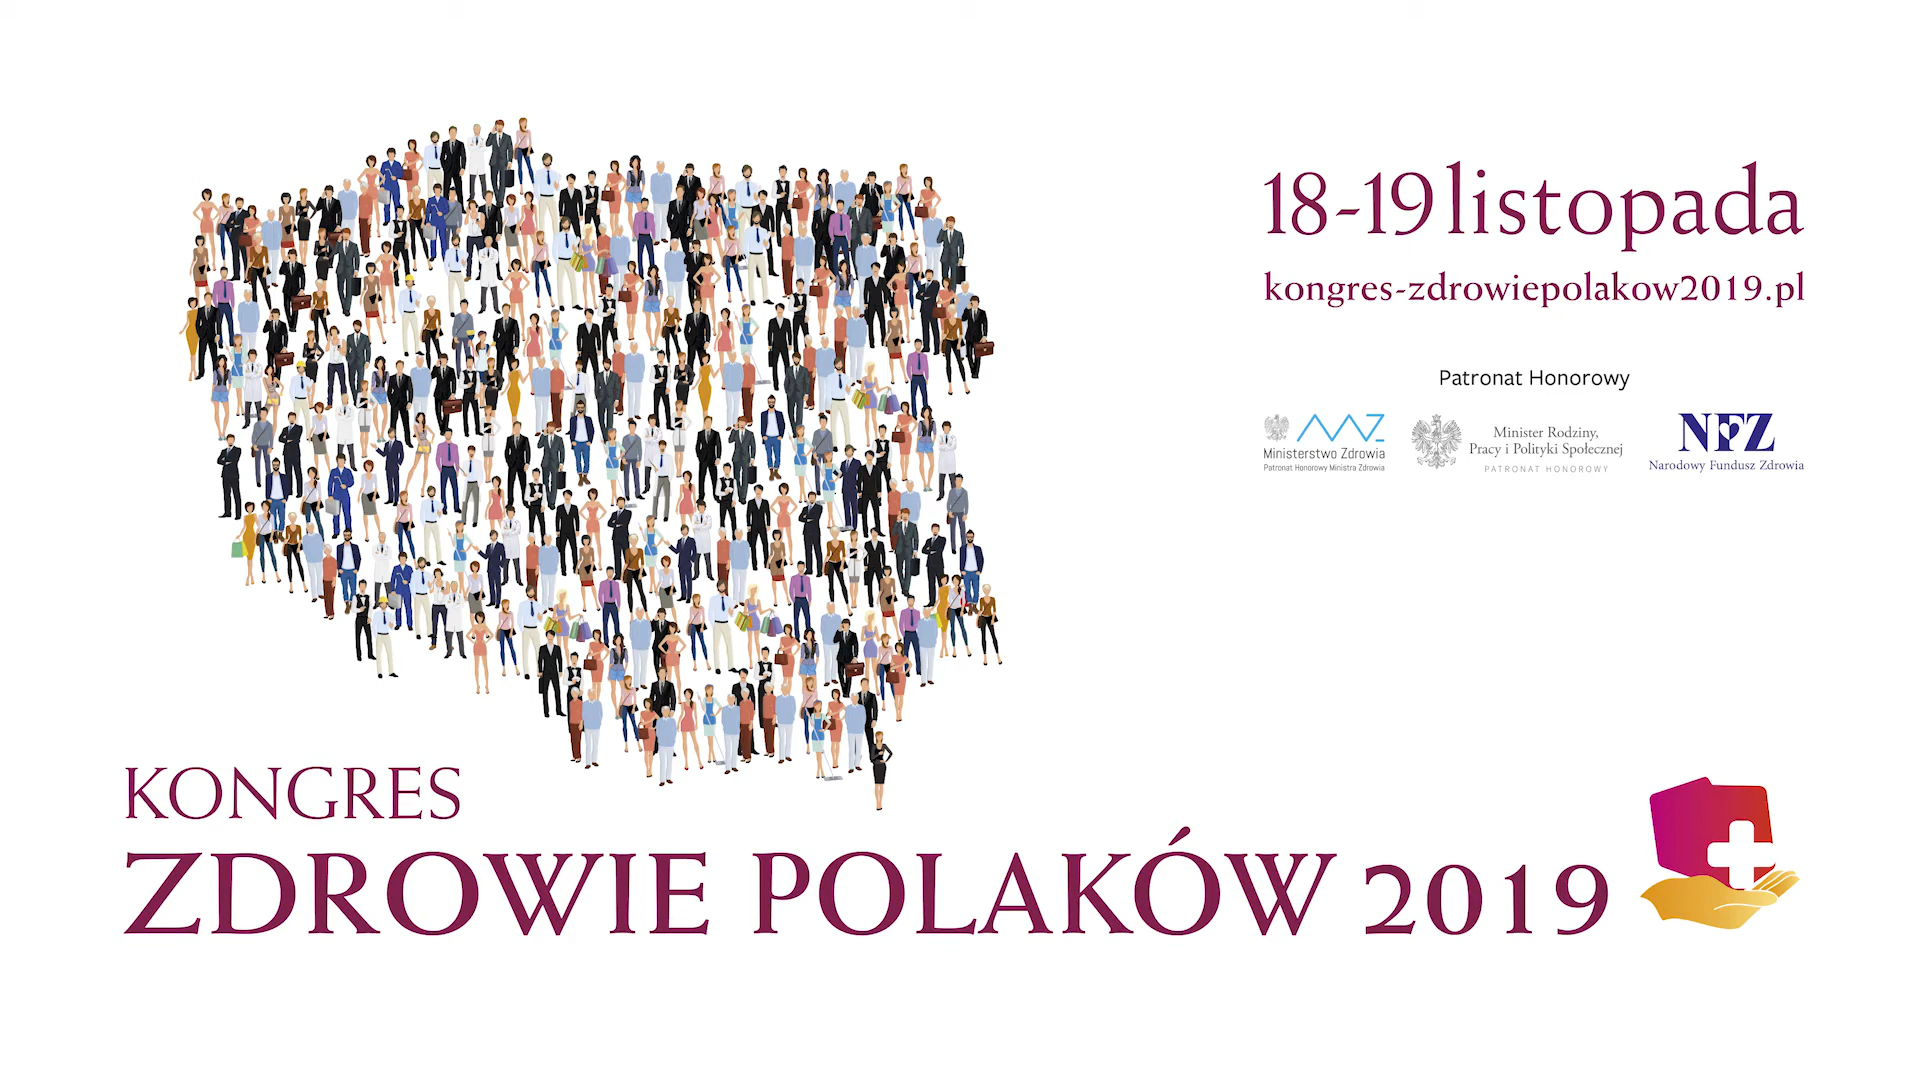 18-19 listopada
kongres-zdrowiepolakow2019.pl
Patronat Honorowy
MZ
Ministerstwo Zdrowia
Patronat Honorowy Ministra Zdrowia
Minister Rodziny,
Pracy i Polityki Społecznej
PATRONAT HONOROWY
NFZ
Narodowy Fundusz Zdrowia
KONGRES
ZDROWIE POLAKÓW 2019